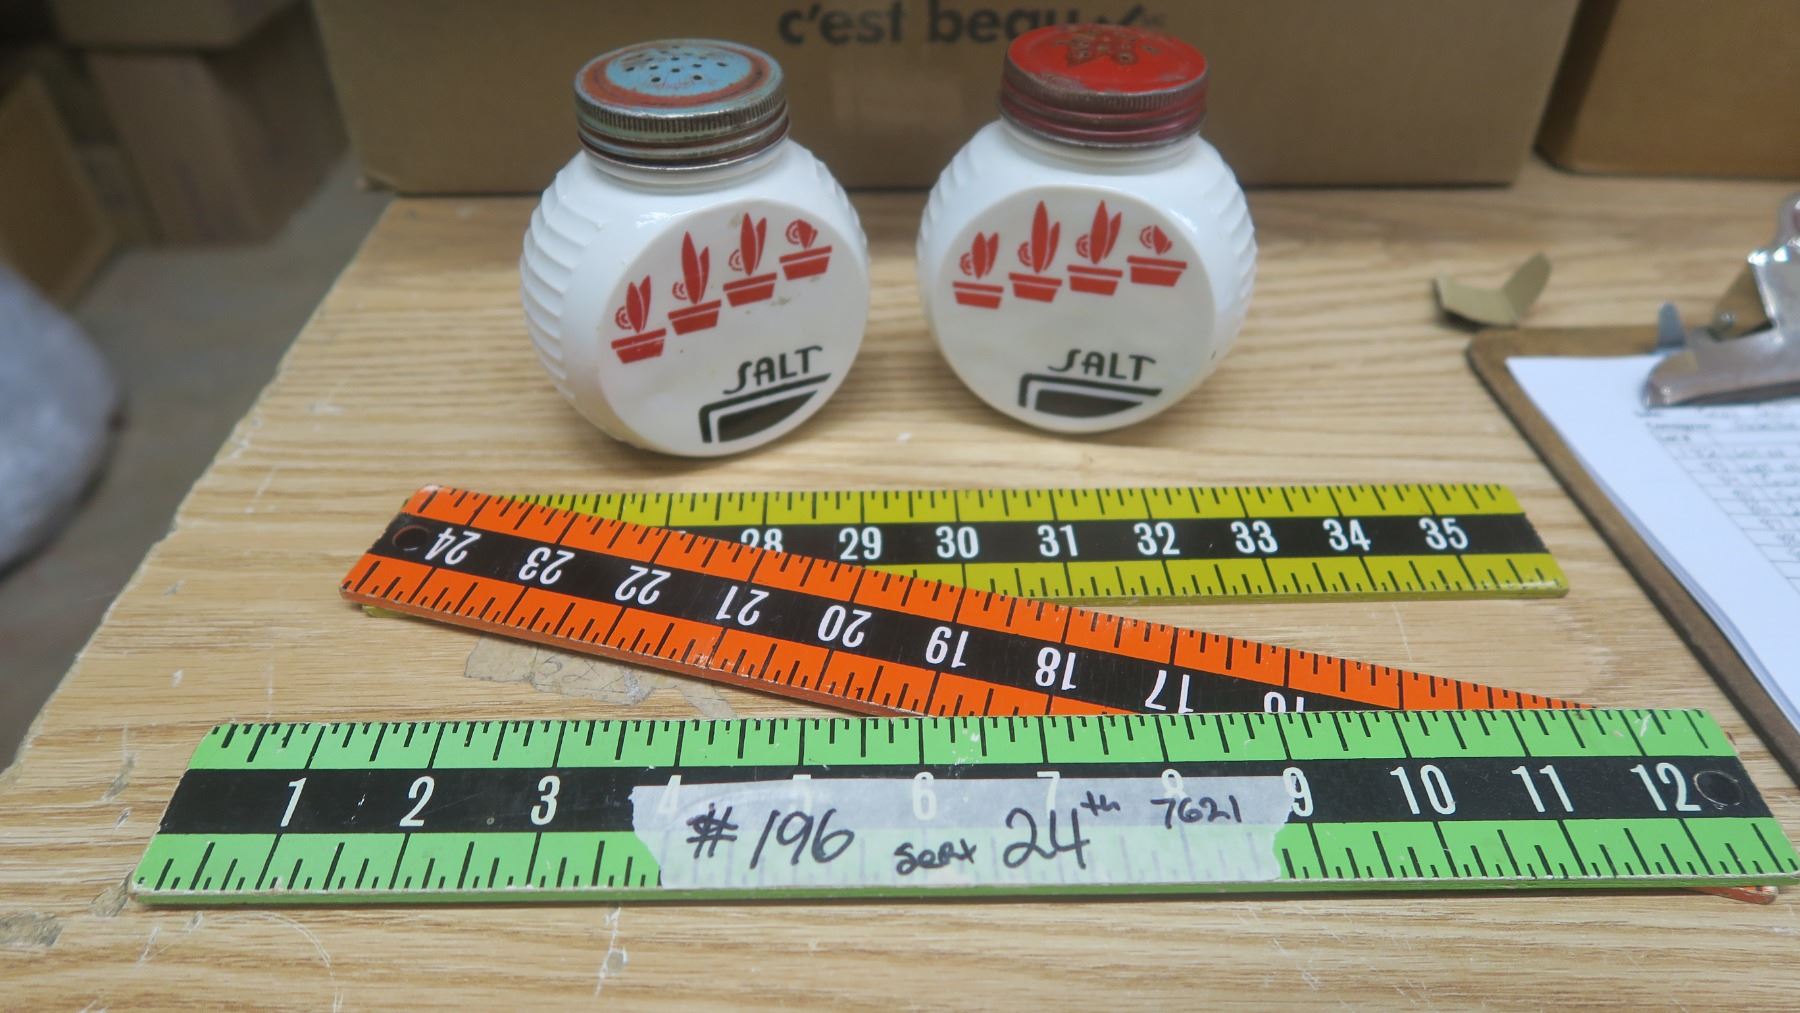 c'est beau
SALT
SALT
28 29 30 31 32 33 34 35
24 23 22 21 20 19 18 17 16
1 2 3 4 5 6 7 8 9 10 11 12
#196 sept 24th 7621